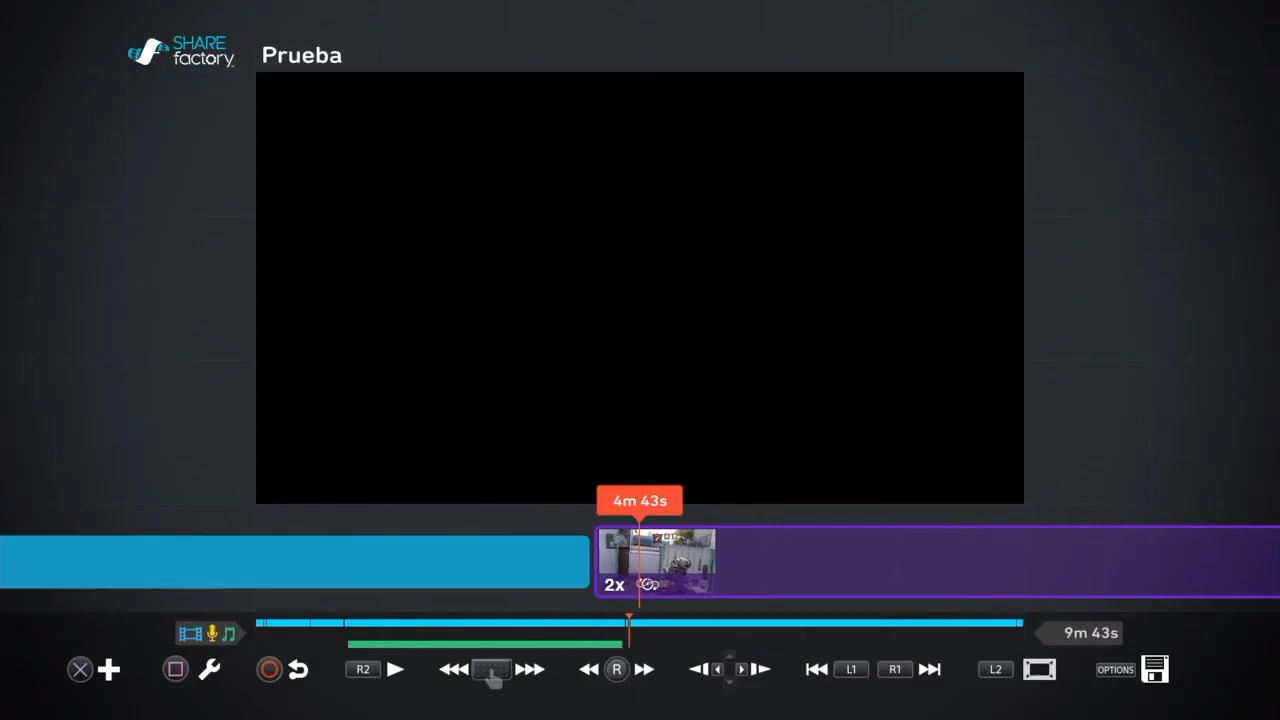 SHARE
factory
Prueba
4m 43s
2x
9m 43s
R2
R
L1
R1
L2
OPTIONS